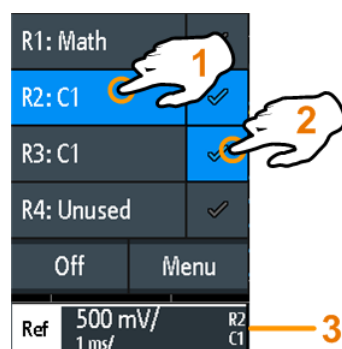 R1: Math
1
R2: C1
2
R3: C1
R4: Unused
Off Menu
Ref 500 mV/ R2
1 ms/ C1
3